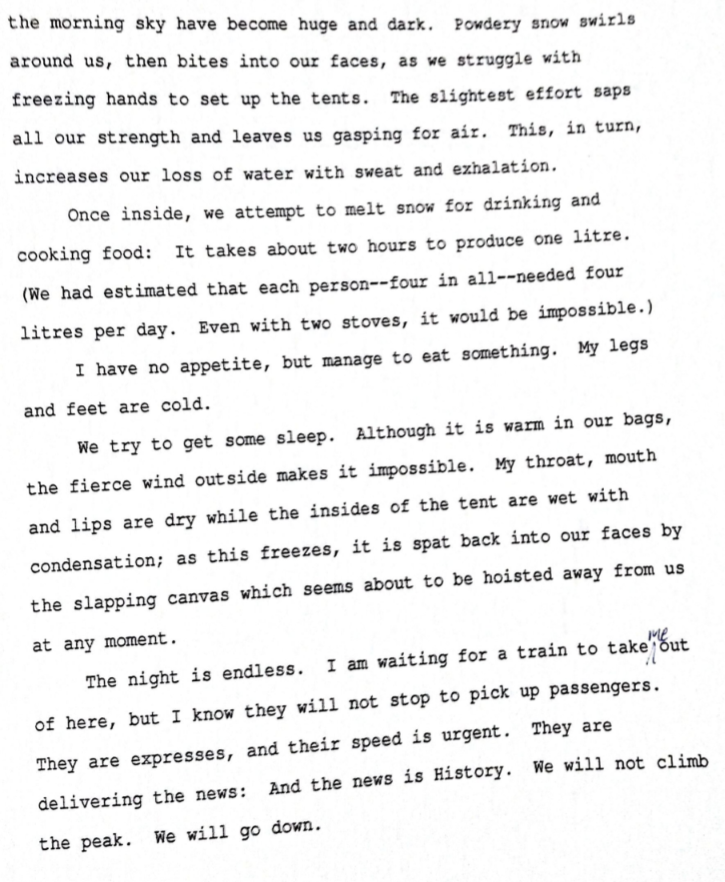 the morning sky have become huge and dark.  Powdery snow swirls
around us, then bites into our faces, as we struggle with
freezing hands to set up the tents.  The slightest effort saps
all our strength and leaves us gasping for air.  This, in turn,
increases our loss of water with sweat and exhalation.
Once inside, we attempt to melt snow for drinking and
cooking food:  It takes about two hours to produce one litre.
(We had estimated that each person--four in all--needed four
litres per day.  Even with two stoves, it would be impossible.)
I have no appetite, but manage to eat something.  My legs
and feet are cold.
We try to get some sleep.  Although it is warm in our bags,
the fierce wind outside makes it impossible.  My throat, mouth
and lips are dry while the insides of the tent are wet with
condensation; as this freezes, it is spat back into our faces by
the slapping canvas which seems about to be hoisted away from us
at any moment.
The night is endless.  I am waiting for a train to take me out
of here, but I know they will not stop to pick up passengers.
They are expresses, and their speed is urgent.  They are
delivering the news:  And the news is History.  We will not climb
the peak.  We will go down.